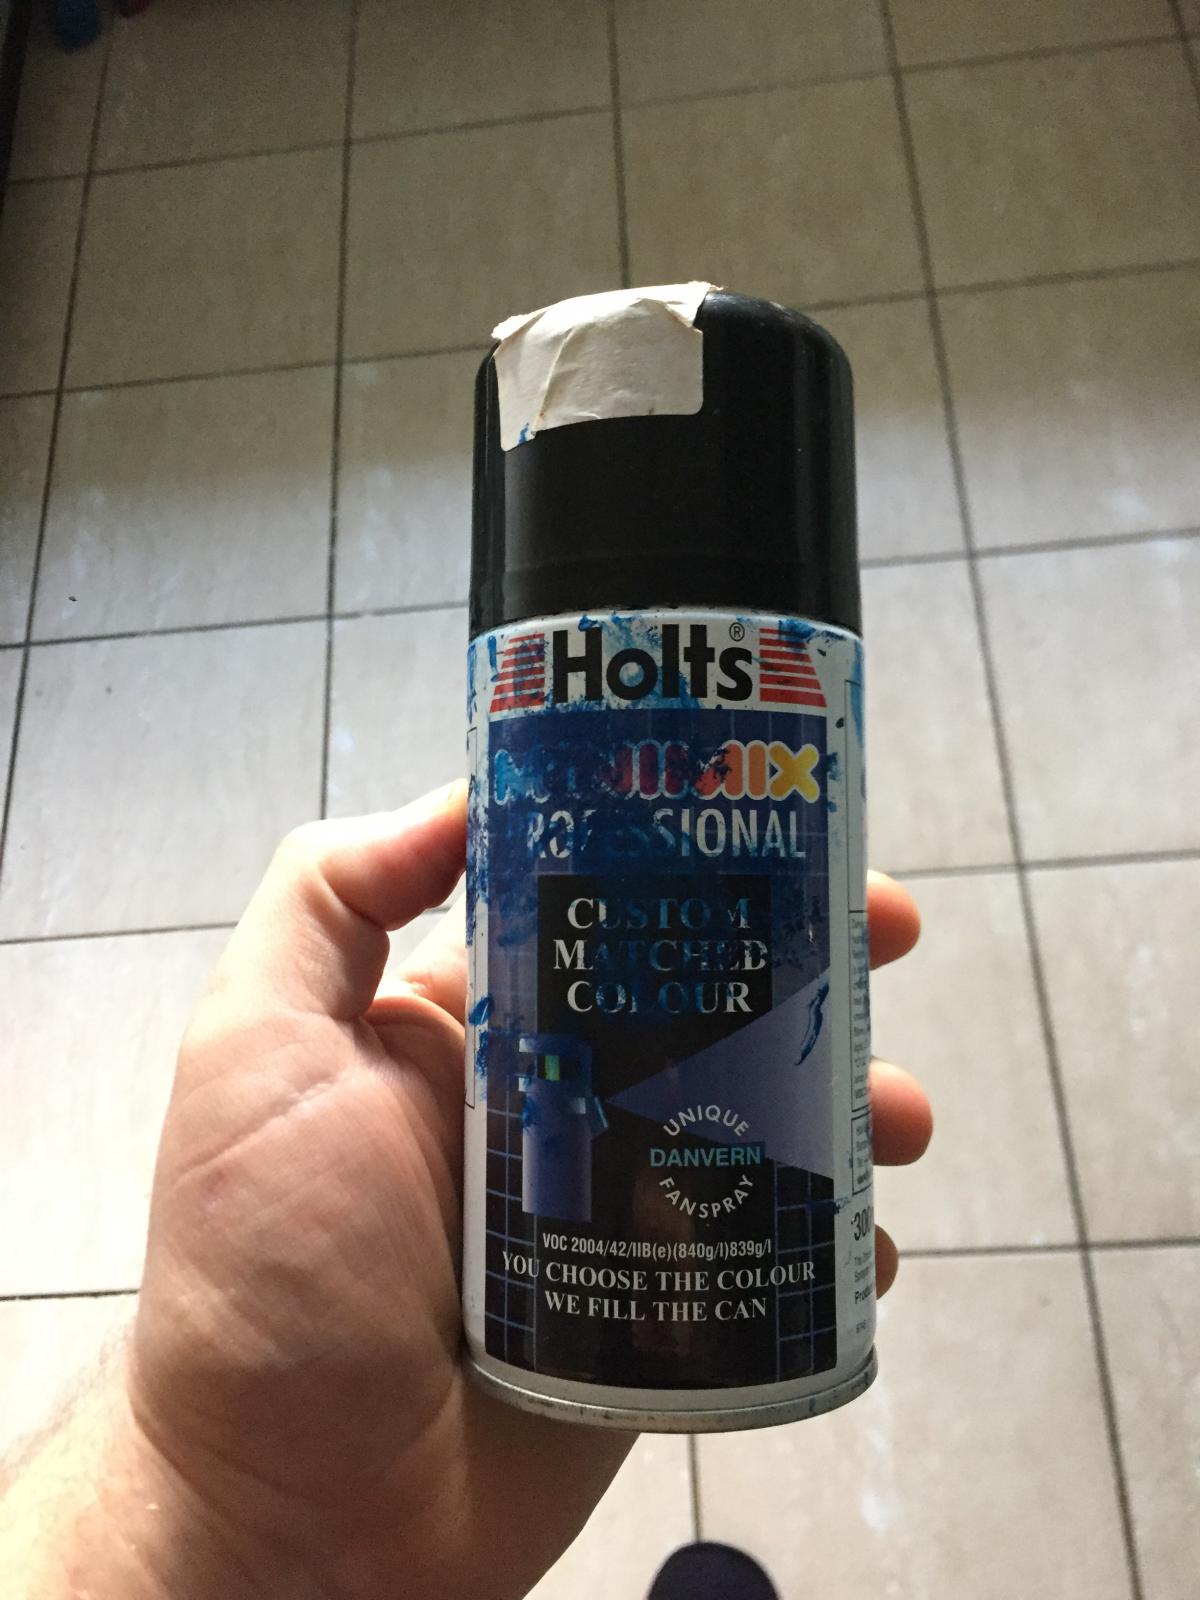 Holts®
PROFESSIONAL
CUSTOM
MATCHED
COLOUR
UNIQUE
DANVERN
FANSPRAY
VOC 2004/42/IIB(e)(840g/l)839g/l
YOU CHOOSE THE COLOUR
WE FILL THE CAN